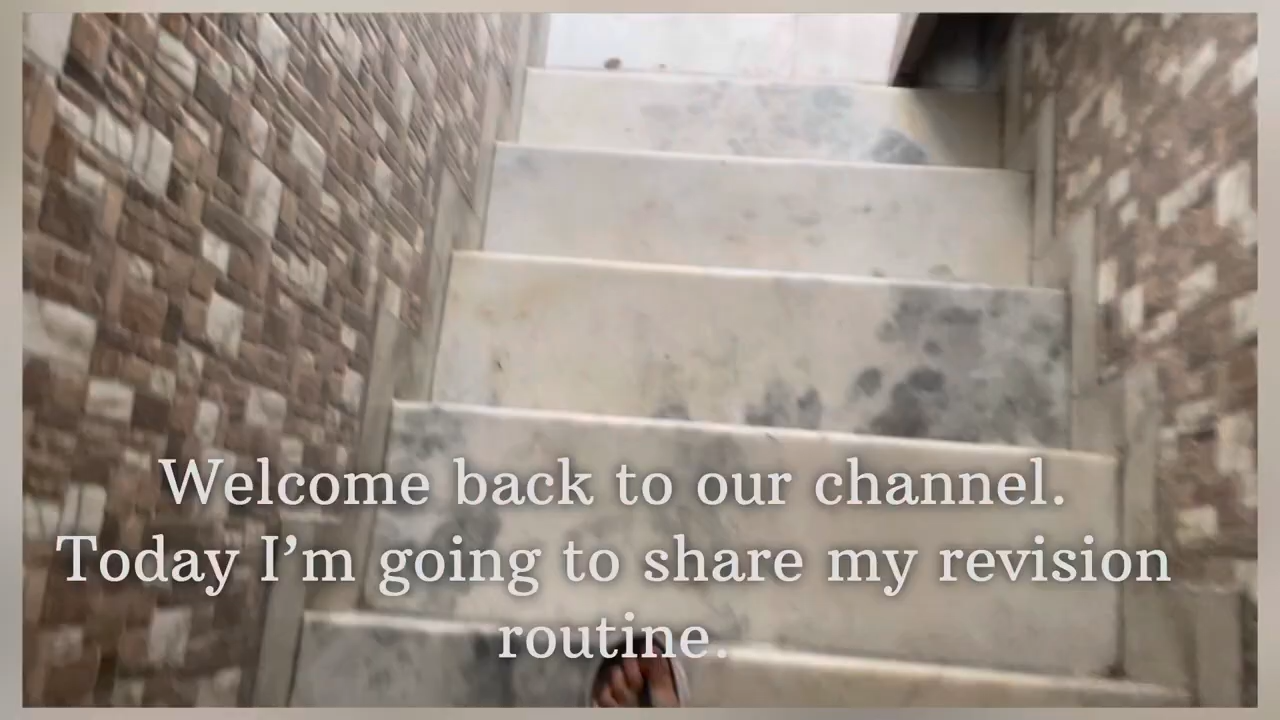 Welcome back to our channel.
Today I’m going to share my revision
routine.